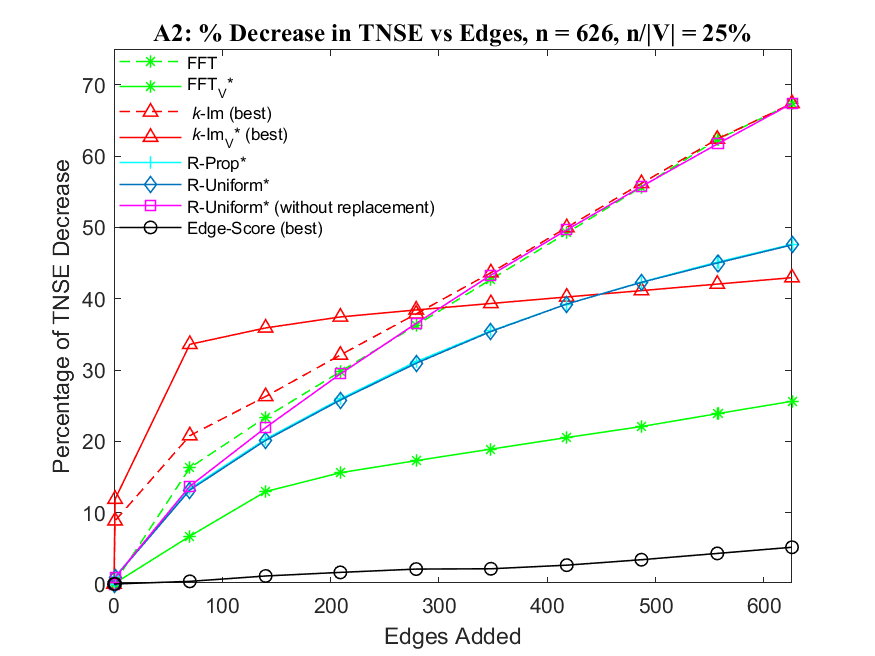 A2: % Decrease in TNSE vs Edges, n = 626, n/|V| = 25%
Percentage of TNSE Decrease
70
60
50
40
30
20
10
0
FFT
FFT_V*
k-Im (best)
k-Im_V* (best)
R-Prop*
R-Uniform*
R-Uniform* (without replacement)
Edge-Score (best)
0 100 200 300 400 500 600
Edges Added